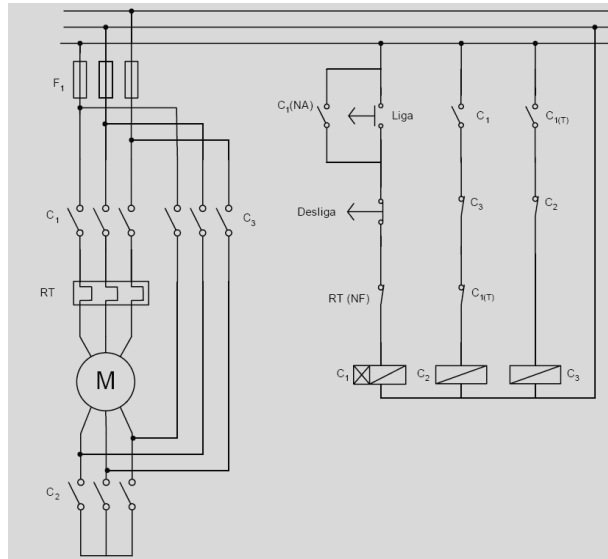 F1
C1(NA)
Liga
C1
C1(T)
C1
C3
Desliga
C3
C2
RT
RT (NF)
C1(T)
M
C1
C2
C3
C2